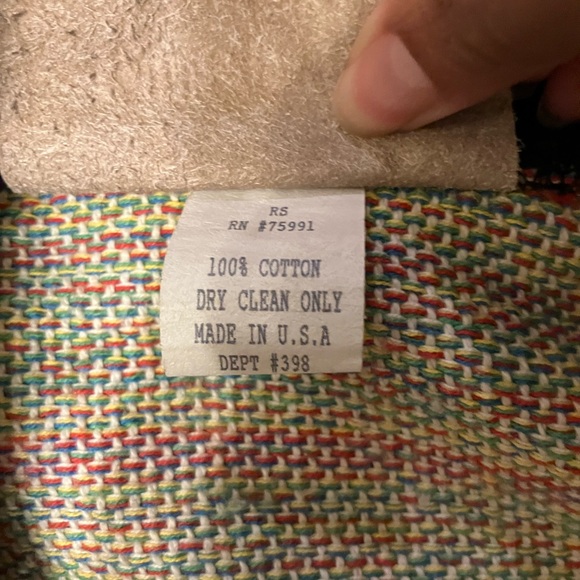 RS
RN #75991
100% COTTON
DRY CLEAN ONLY
MADE IN U.S.A
DEPT #398